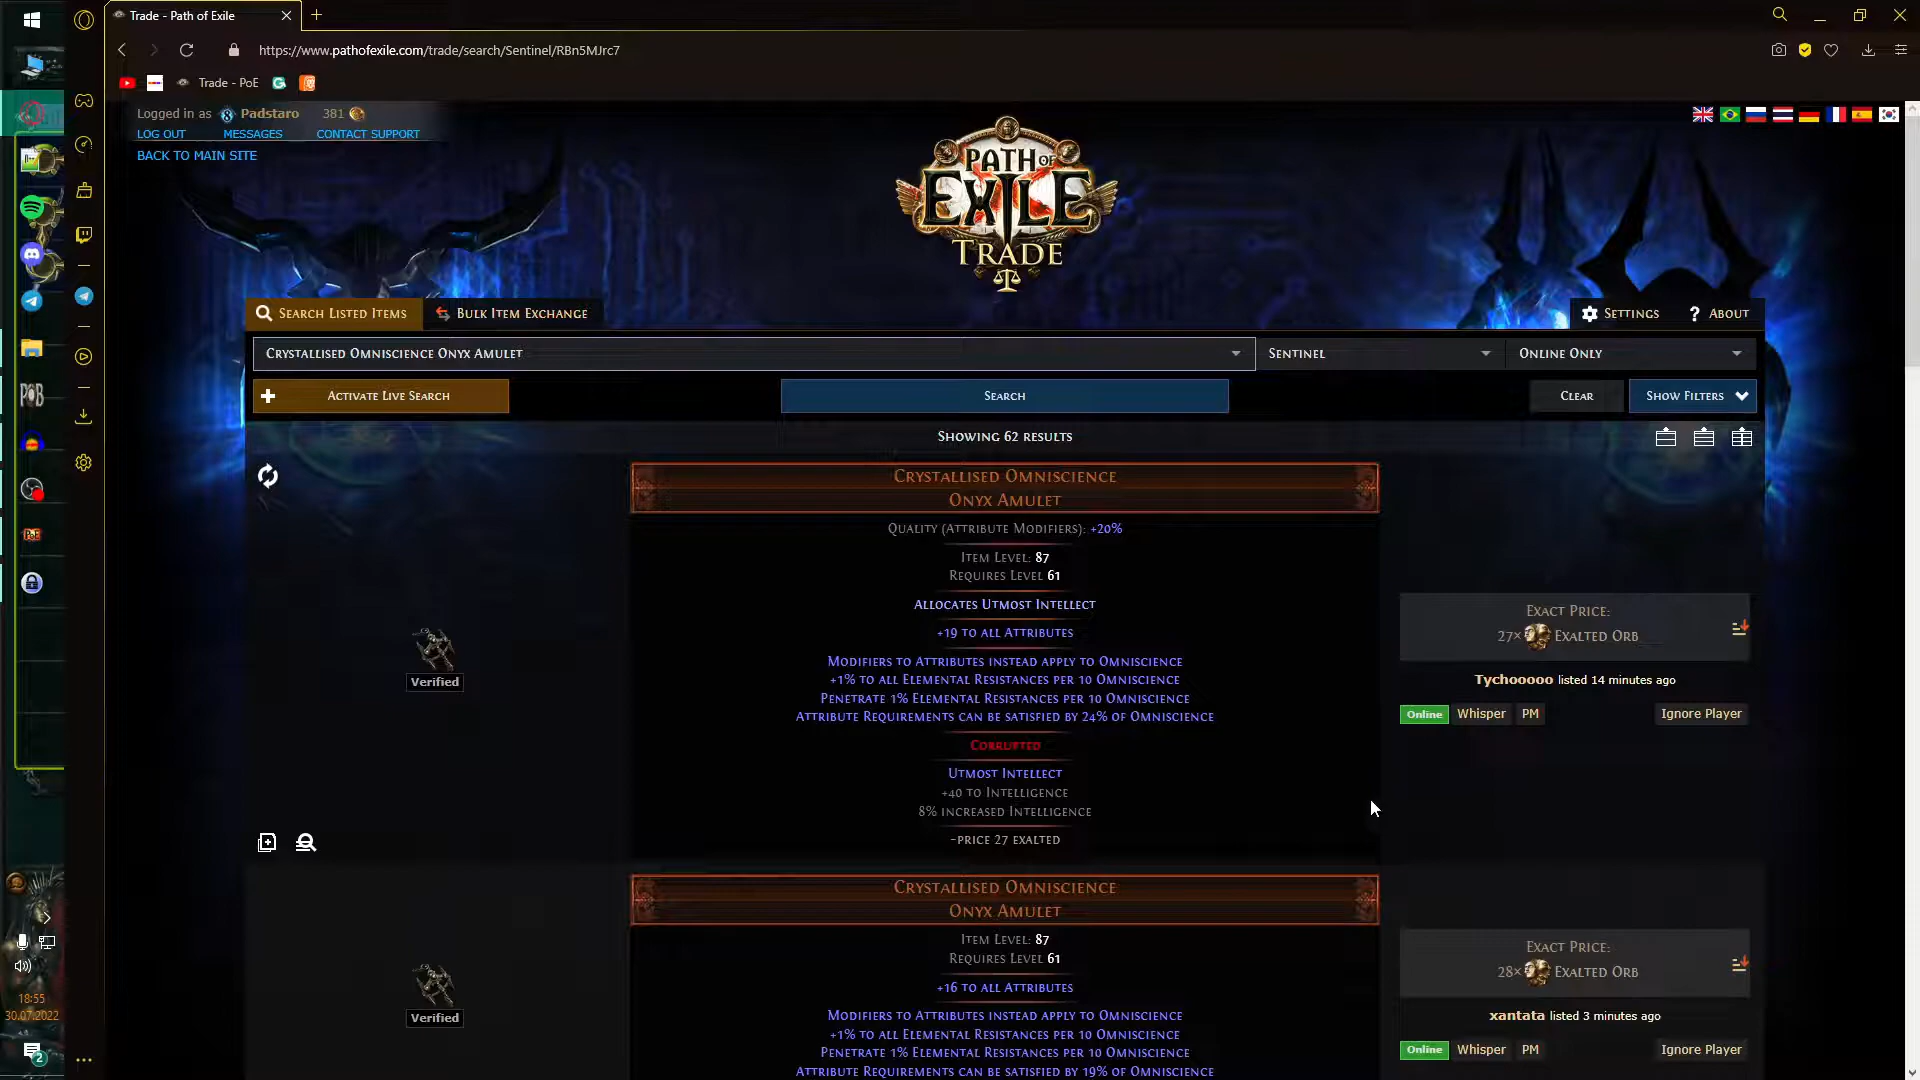 Trade - Path of Exile
https://www.pathofexile.com/trade/search/Sentinel/RBn5MJrc7
Trade - PoE
Logged in as Padstaro 381
LOG OUT MESSAGES CONTACT SUPPORT
BACK TO MAIN SITE
PATH OF
EXILE
TRADE
SEARCH LISTED ITEMS
BULK ITEM EXCHANGE
SETTINGS
? ABOUT
CRYSTALLISED OMNISCIENCE ONYX AMULET
SENTINEL
ONLINE ONLY
ACTIVATE LIVE SEARCH
SEARCH
CLEAR
SHOW FILTERS
SHOWING 62 RESULTS
CRYSTALLISED OMNISCIENCE
ONYX AMULET
QUALITY (ATTRIBUTE MODIFIERS): +20%
ITEM LEVEL: 87
REQUIRES LEVEL 61
ALLOCATES UTMOST INTELLECT
+19 TO ALL ATTRIBUTES
MODIFIERS TO ATTRIBUTES INSTEAD APPLY TO OMNISCIENCE
+1% TO ALL ELEMENTAL RESISTANCES PER 10 OMNISCIENCE
PENETRATE 1% ELEMENTAL RESISTANCES PER 10 OMNISCIENCE
ATTRIBUTE REQUIREMENTS CAN BE SATISFIED BY 24% OF OMNISCIENCE
CORRUPTED
UTMOST INTELLECT
+40 TO INTELLIGENCE
8% INCREASED INTELLIGENCE
~PRICE 27 EXALTED
Verified
EXACT PRICE:
27× EXALTED ORB
Tychooooo listed 14 minutes ago
Online Whisper PM Ignore Player
CRYSTALLISED OMNISCIENCE
ONYX AMULET
ITEM LEVEL: 87
REQUIRES LEVEL 61
+16 TO ALL ATTRIBUTES
MODIFIERS TO ATTRIBUTES INSTEAD APPLY TO OMNISCIENCE
+1% TO ALL ELEMENTAL RESISTANCES PER 10 OMNISCIENCE
PENETRATE 1% ELEMENTAL RESISTANCES PER 10 OMNISCIENCE
ATTRIBUTE REQUIREMENTS CAN BE SATISFIED BY 19% OF OMNISCIENCE
Verified
EXACT PRICE:
28× EXALTED ORB
xantata listed 3 minutes ago
Online Whisper PM Ignore Player
POB
PoE
18:55
30.07.2022
2